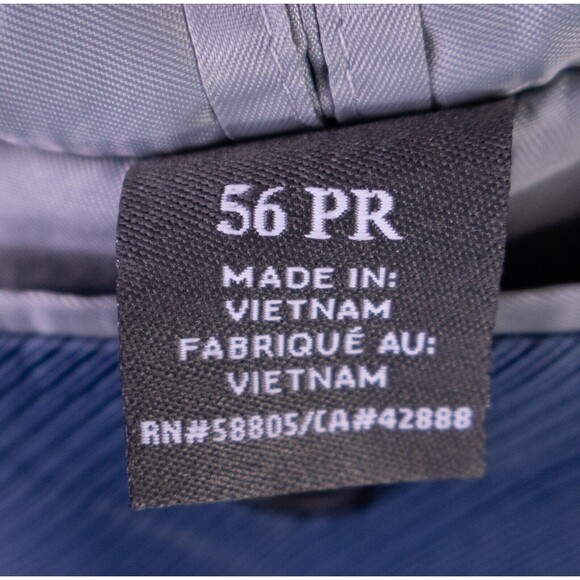 56 PR
MADE IN:
VIETNAM
FABRIQUÉ AU:
VIETNAM
RN#58805/CA#42888